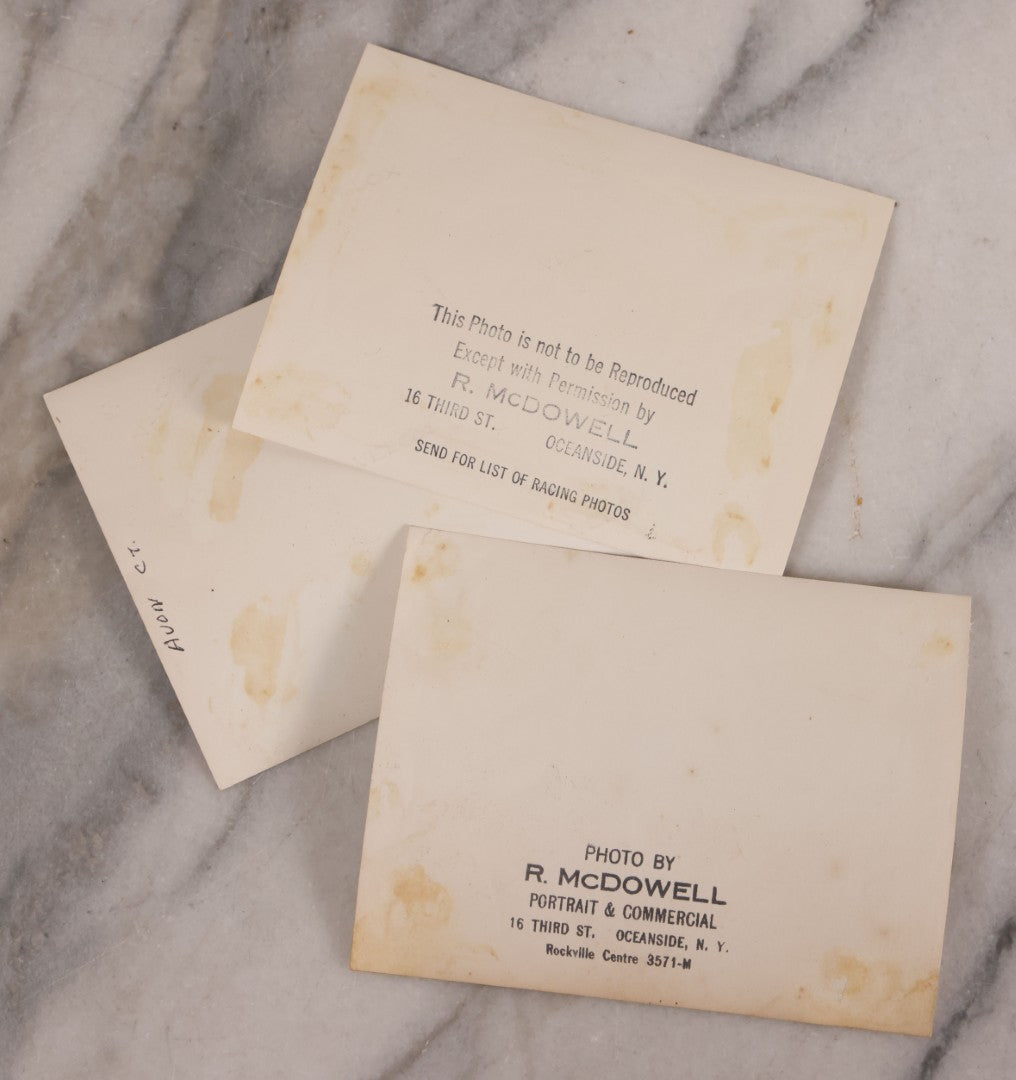 This Photo is not to be Reproduced
Except with Permission by
R. McDOWELL
16 THIRD ST. OCEANSIDE, N. Y.
SEND FOR LIST OF RACING PHOTOS
AVON CT.
PHOTO BY
R. McDOWELL
PORTRAIT & COMMERCIAL
16 THIRD ST. OCEANSIDE, N. Y.
Rockville Centre 3571-M